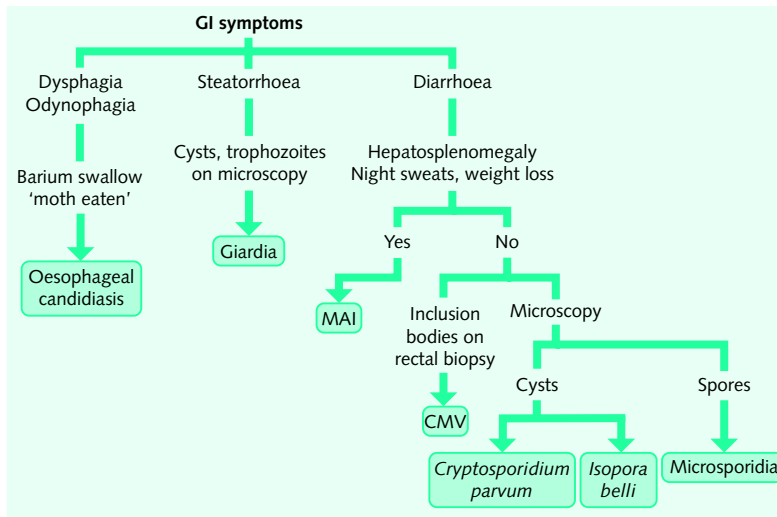 GI symptoms
Dysphagia
Odynophagia
Steatorrhoea
Diarrhoea
Barium swallow
‘moth eaten’
Cysts, trophozoites
on microscopy
Hepatosplenomegaly
Night sweats, weight loss
Oesophageal
candidiasis
Giardia
Yes
No
MAI
Inclusion
bodies on
rectal biopsy
Microscopy
CMV
Cysts
Spores
Cryptosporidium
parvum
Isopora
belli
Microsporidia